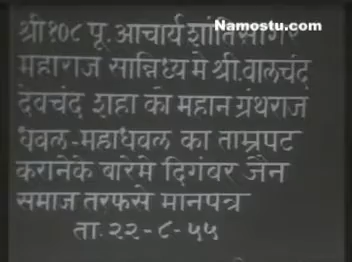 Namostu.com
श्री १०८ पू. आचार्य शांतिसागर
महाराज सान्निध्य मे श्री. वालचंद
देवचंद शहा को महान ग्रंथराज
धवल-महाधवल का ताम्रपट
करानेके बारेमे दिगंबर जैन
समाज तरफसे मानपत्र
ता. २२-८-५५